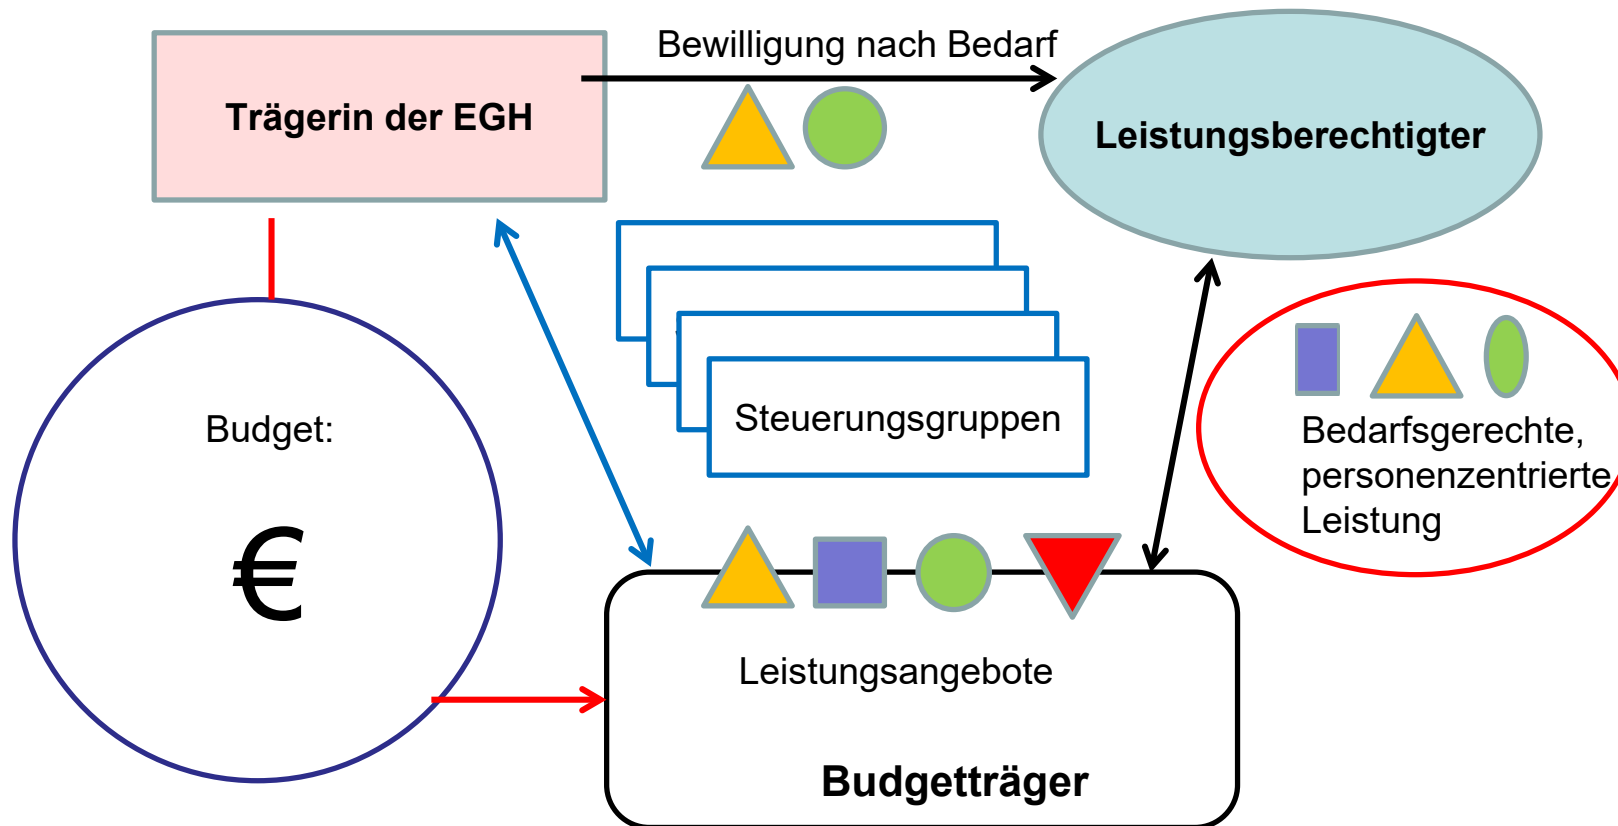 Bewilligung nach Bedarf
Trägerin der EGH
Leistungsberechtigter
Budget:
€
Steuerungsgruppen
Bedarfsgerechte,
personenzentrierte
Leistung
Leistungsangebote
Budgetträger